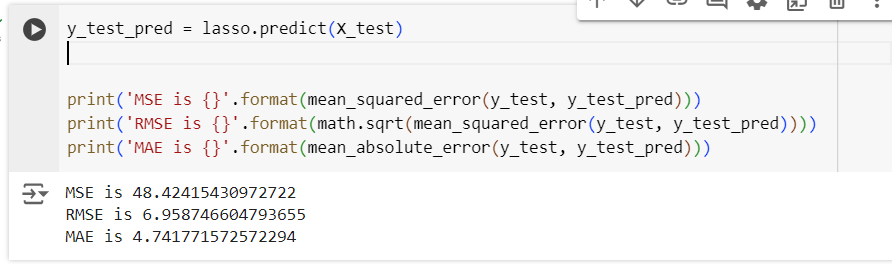 y_test_pred = lasso.predict(X_test)
print('MSE is {}'.format(mean_squared_error(y_test, y_test_pred)))
print('RMSE is {}'.format(math.sqrt(mean_squared_error(y_test, y_test_pred))))
print('MAE is {}'.format(mean_absolute_error(y_test, y_test_pred)))
MSE is 48.42415430972722
RMSE is 6.958746604793655
MAE is 4.741771572572294